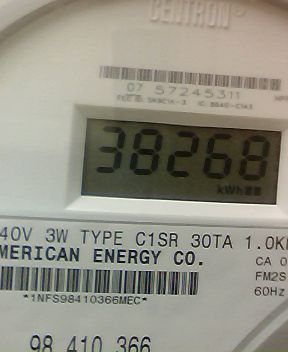 CENTRON®
07 57245311
38268
kWh
40V 3W TYPE C1SR 30TA 1.0K
MERICAN ENERGY CO.
CA 0
FM2S
60Hz
*1NFS98410366MEC*
98 410 366